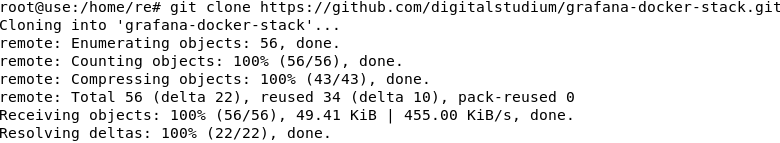 root@use:/home/re# git clone https://github.com/digitalstudium/grafana-docker-stack.git
Cloning into 'grafana-docker-stack'...
remote: Enumerating objects: 56, done.
remote: Counting objects: 100% (56/56), done.
remote: Compressing objects: 100% (43/43), done.
remote: Total 56 (delta 22), reused 34 (delta 10), pack-reused 0
Receiving objects: 100% (56/56), 49.41 KiB | 455.00 KiB/s, done.
Resolving deltas: 100% (22/22), done.